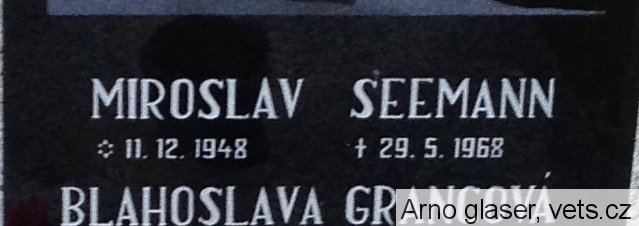 MIROSLAV SEEMANN
✡ 11. 12. 1948 † 29. 5. 1968
BLAHOSLAVA
Arno glaser, vets.cz